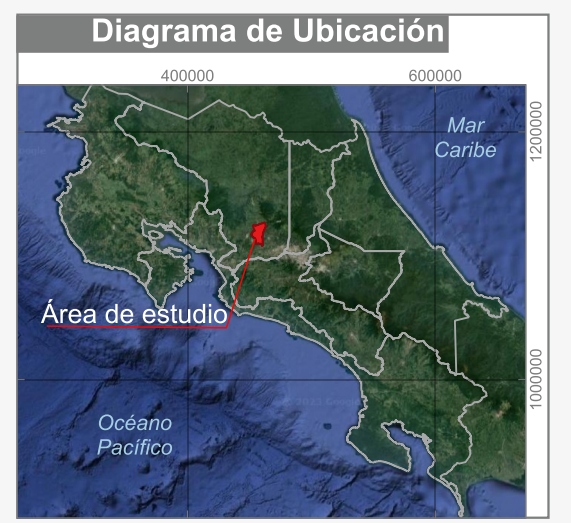 Diagrama de Ubicación
400000
600000
1200000
Mar
Caribe
Área de estudio
1000000
Océano
Pacífico